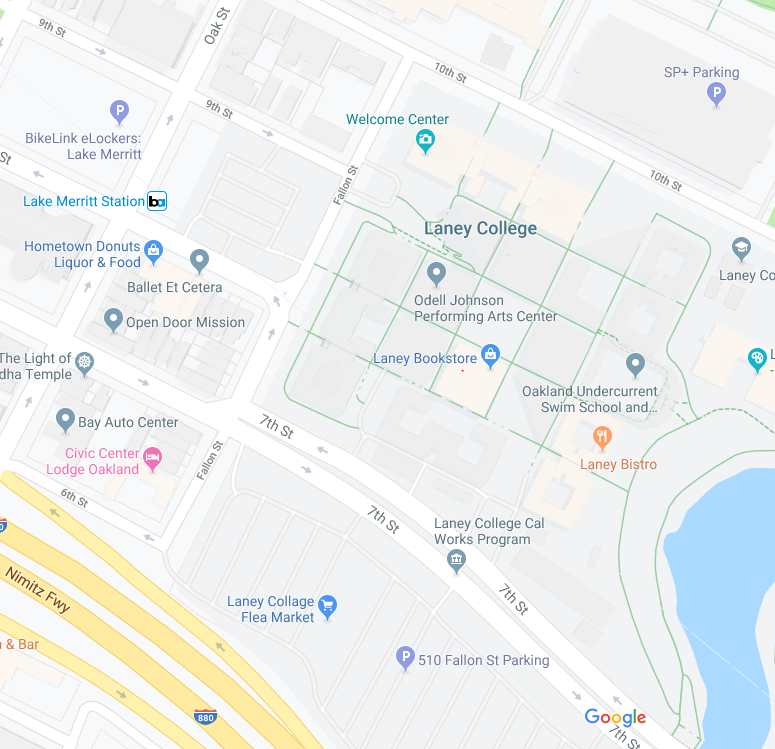 Oak St
9th St
10th St
SP+ Parking
P
P
9th St
Welcome Center
BikeLink eLockers:
Lake Merritt
St
Fallon St
10th St
Lake Merritt Station
ba
Laney College
Hometown Donuts
Liquor & Food
Ballet Et Cetera
Laney Co
Odell Johnson
Performing Arts Center
Open Door Mission
The Light of
dha Temple
Laney Bookstore
L
-
Oakland Undercurrent
Swim School and...
Bay Auto Center
7th St
Civic Center
Lodge Oakland
Fallon St
Laney Bistro
6th St
7th St
Laney College Cal
Works Program
0
Nimitz Fwy
7th St
Laney Collage
Flea Market
n & Bar
P
510 Fallon St Parking
880
Google
7th St